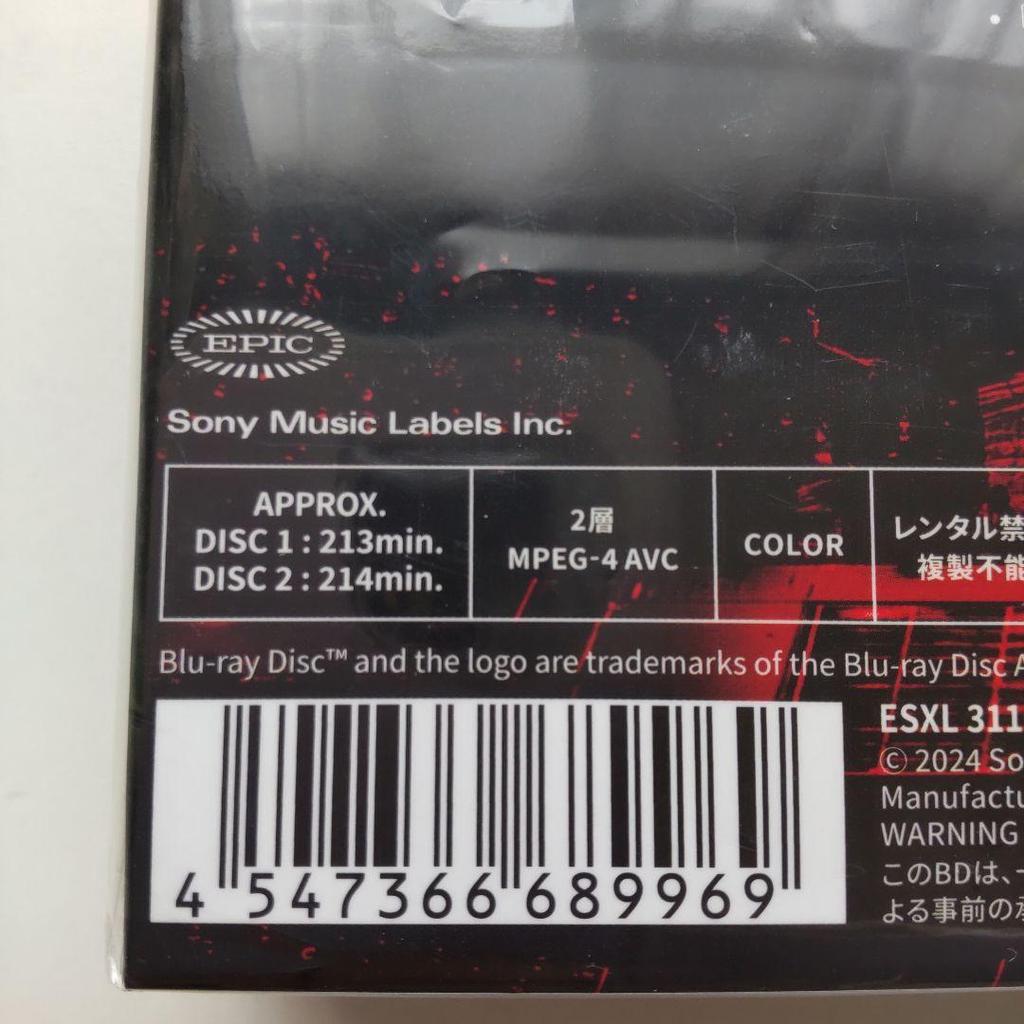 EPIC
Sony Music Labels Inc.
APPROX.
DISC 1 : 213min.
DISC 2 : 214min.
2層
MPEG-4 AVC
COLOR
レンタル禁
複製不能
Blu-ray Disc™ and the logo are trademarks of the Blu-ray Disc A
ESXL 311
© 2024 So
Manufactu
WARNING
このBDは、
よる事前の承
4 547366 689969